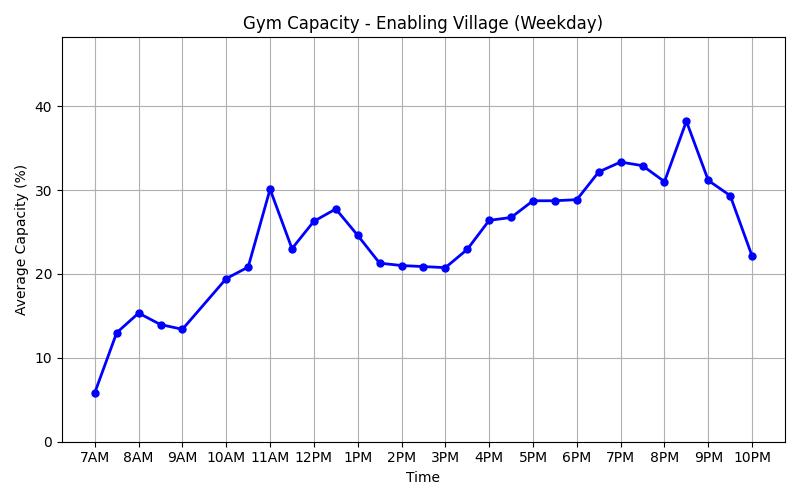 Gym Capacity - Enabling Village (Weekday)
Average Capacity (%)
40
30
20
10
0
7AM 8AM 9AM 10AM 11AM 12PM 1PM 2PM 3PM 4PM 5PM 6PM 7PM 8PM 9PM 10PM
Time